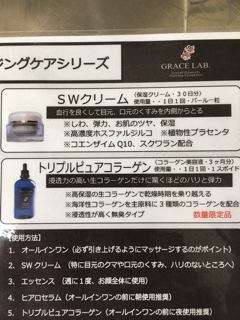 GRACE LAB.
ングケアシリーズ
SWクリーム
(保湿クリーム・30日分)
使用量・・1日1回・パール一粒
血行を良くして目元、口元のくすみを内側からとる
※しわ、弾力、お肌のツヤ、保湿
※高濃度ホスファルジルコ ※植物性プラセンタ
※コエンザイム Q10、スクワラン配合
トリプルピュアコラーゲン
(コラーゲン美容液・3ヶ月分)
使用量・・1日1回・1スポイド
浸透力の高い生コラーゲンだけに驚くほどのハリと弾力
※高保湿の生コラーゲンで乾燥時期を乗り越える
※海洋性コラーゲンを主原料に3種類のコラーゲンを配合
※浸透性が高く無臭タイプ
数量限定品
《使用方法》
1. オールインワン(必ず引き上げるようにマッサージするのがポイント)
2. SWクリーム (特に目元のクマや口元のくすみ、ハリのないところへ)
3. エッセンス (週に1度、お顔全体に使用)
4. ヒアロセラム(オールインワンの前に朝使用推奨)
5. トリプルピュアコラーゲン(オールインワンの前に夜使用推奨)